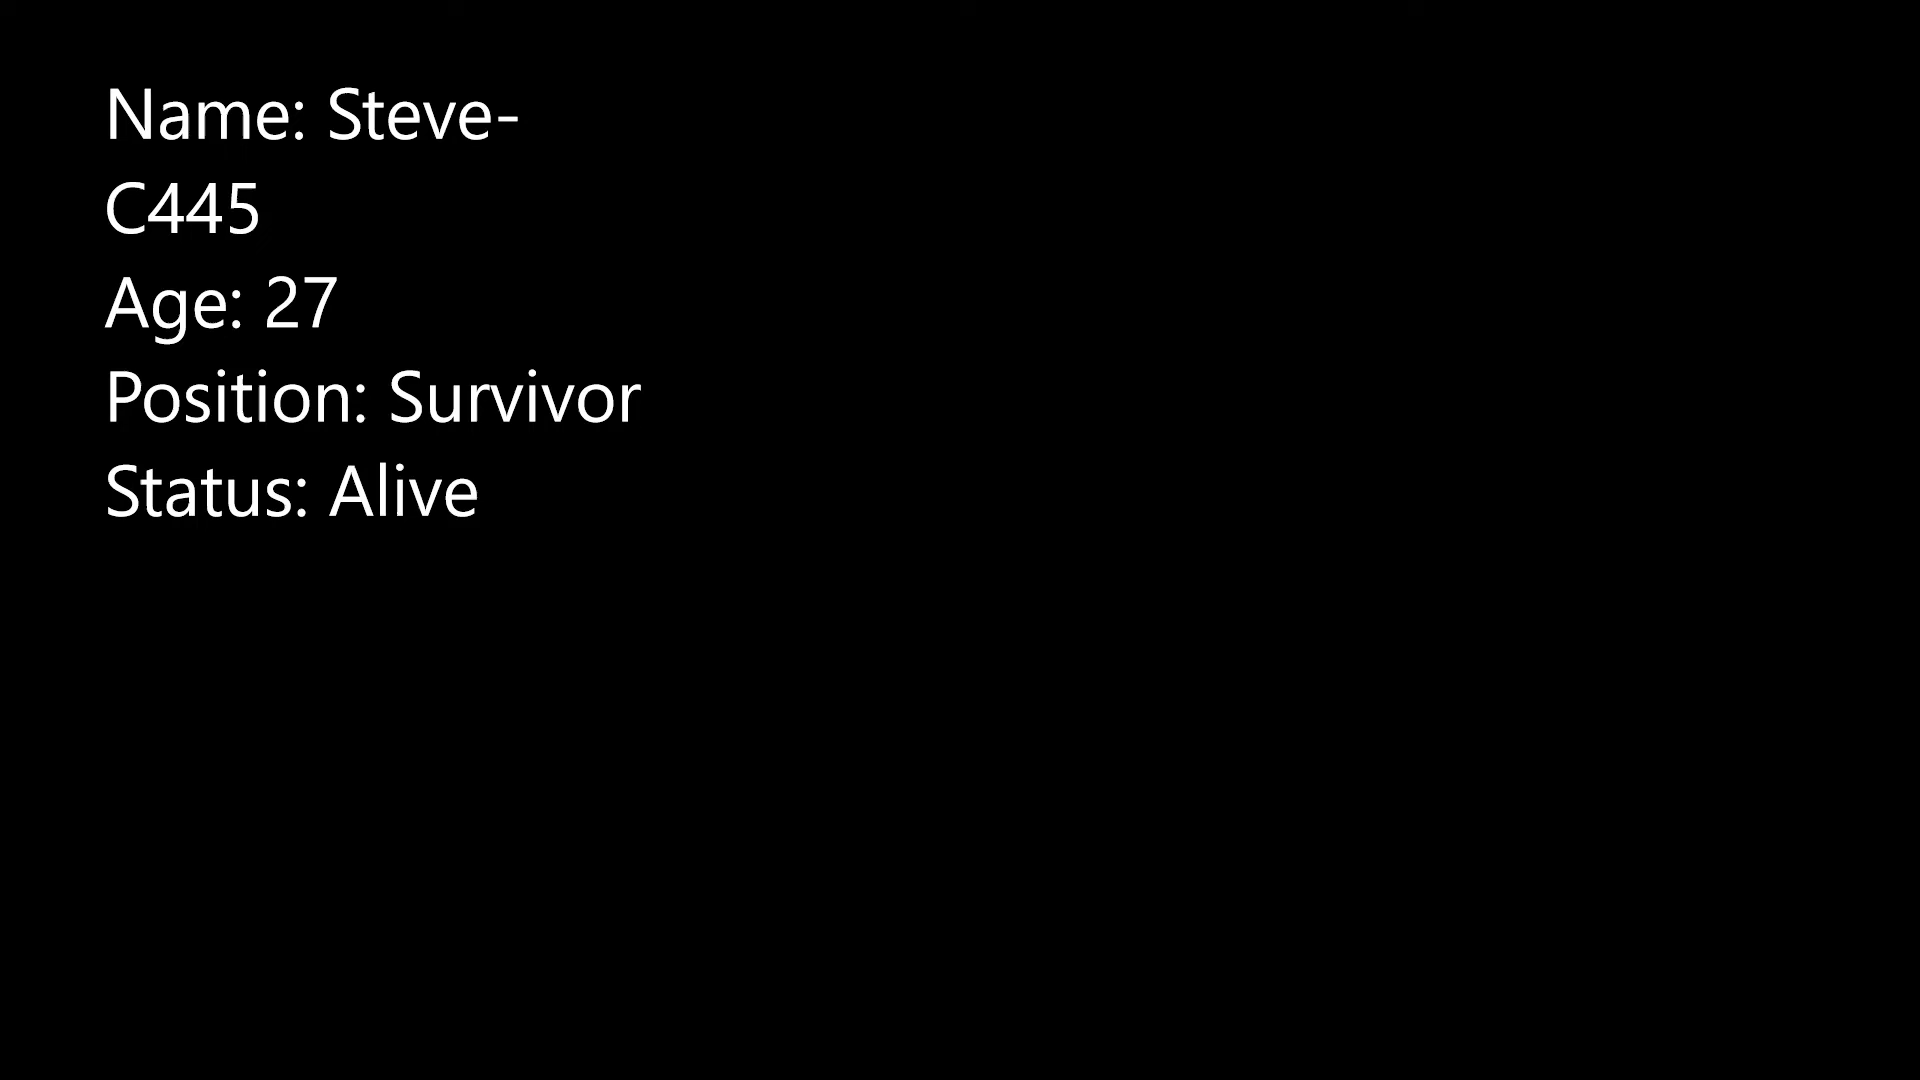 Name: Steve-
C445
Age: 27
Position: Survivor
Status: Alive